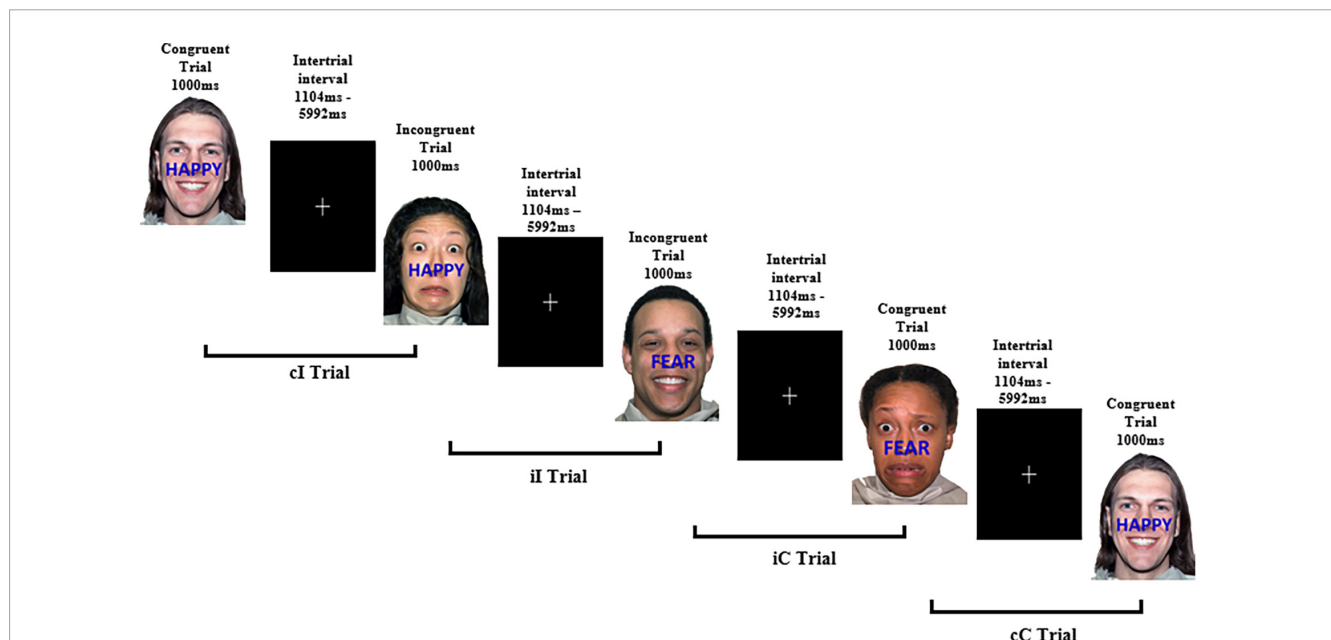 Congruent
Trial
1000ms
HAPPY
Intertrial
interval
1104ms -
5992ms
Incongruent
Trial
1000ms
HAPPY
cI Trial
Intertrial
interval
1104ms –
5992ms
Incongruent
Trial
1000ms
FEAR
iI Trial
Intertrial
interval
1104ms -
5992ms
Congruent
Trial
1000ms
FEAR
iC Trial
Intertrial
interval
1104ms -
5992ms
Congruent
Trial
1000ms
HAPPY
cC Trial